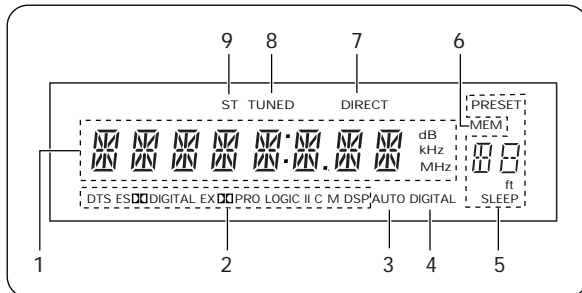 9 8 7 6
ST TUNED DIRECT PRESET
MEM
dB
kHz
MHz
ft
DTS ES DIGITAL EX PRO LOGIC II C M DSP AUTO DIGITAL SLEEP
1 2 3 4 5